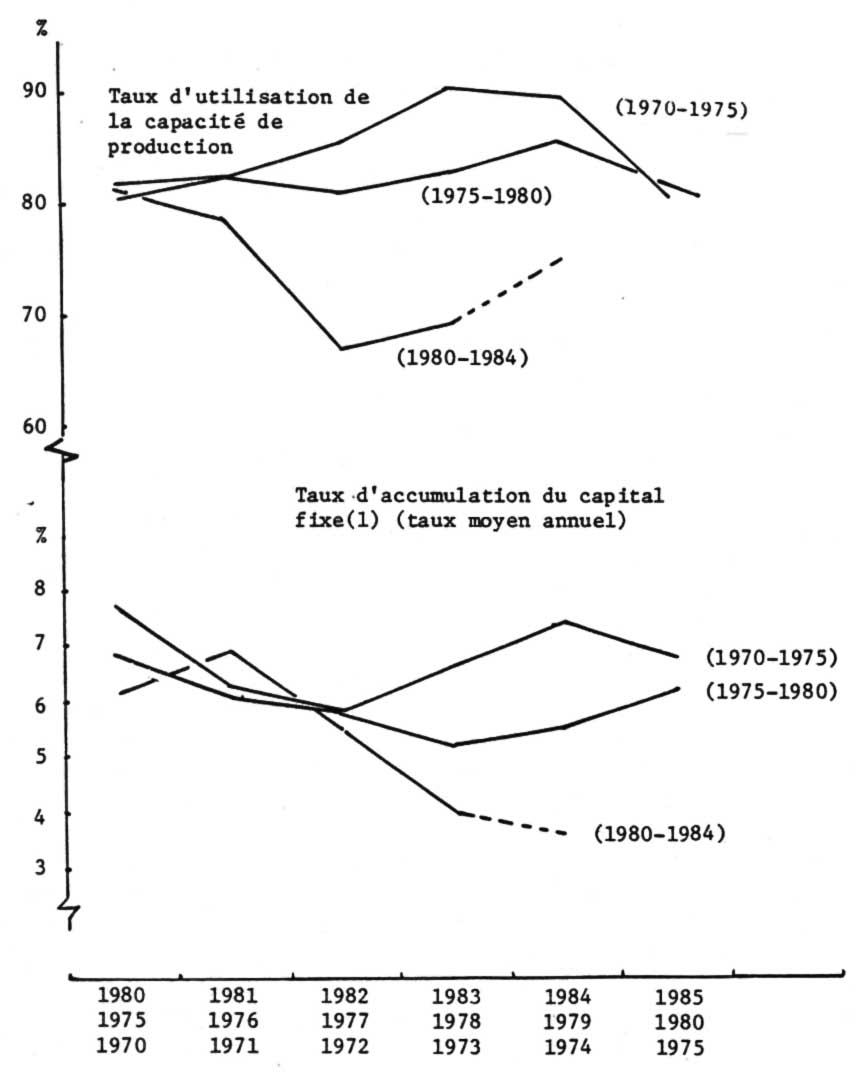 %
90
Taux d'utilisation de
la capacité de
production
(1970-1975)
80
(1975-1980)
70
(1980-1984)
60
Taux d'accumulation du capital
fixe(1) (taux moyen annuel)
%
8
7
(1970-1975)
(1975-1980)
6
5
4
(1980-1984)
3
1980 1981 1982 1983 1984 1985
1975 1976 1977 1978 1979 1980
1970 1971 1972 1973 1974 1975